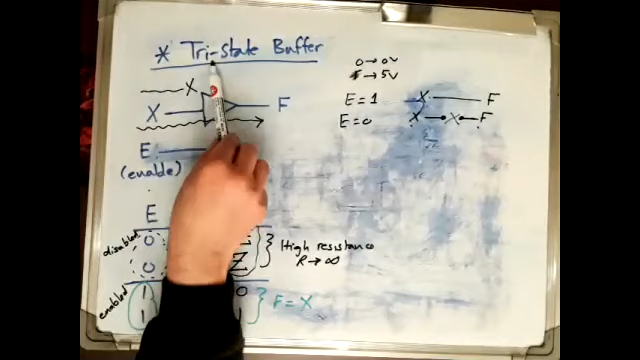 * Tri-state Buffer
0 → 0V
1 → 5V
X
X F
E = 1 X F
E = 0 X X F
E
(enable)
E
disabled 0 Z High resistance
0 Z R → ∞
enabled 1 0 F = X
1 1